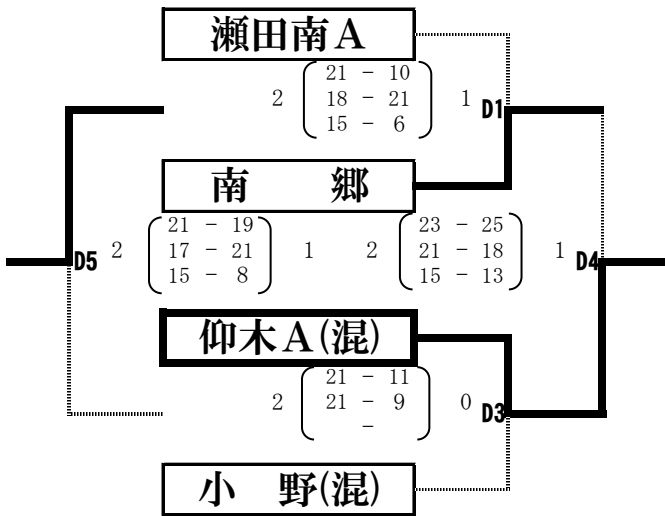 瀬田南A
2 21 - 10 1
18 - 21 D1
15 - 6
南 郷
D5 2 21 - 19 1 2 23 - 25 1 D4
17 - 21 21 - 18
15 - 8 15 - 13
仰木A(混)
2 21 - 11 0
21 - 9 D3
-
小 野(混)